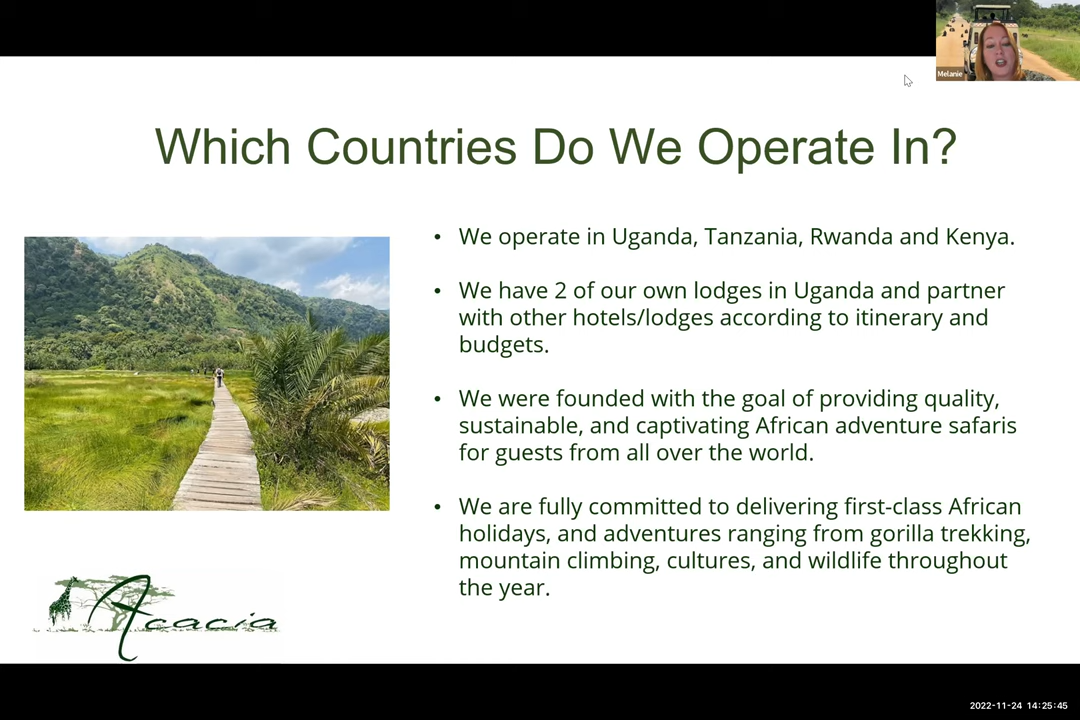 Melanie
Which Countries Do We Operate In?
• We operate in Uganda, Tanzania, Rwanda and Kenya.
• We have 2 of our own lodges in Uganda and partner
with other hotels/lodges according to itinerary and
budgets.
• We were founded with the goal of providing quality,
sustainable, and captivating African adventure safaris
for guests from all over the world.
• We are fully committed to delivering first-class African
holidays, and adventures ranging from gorilla trekking,
mountain climbing, cultures, and wildlife throughout
the year.
Acacia
2022-11-24 14:25:45